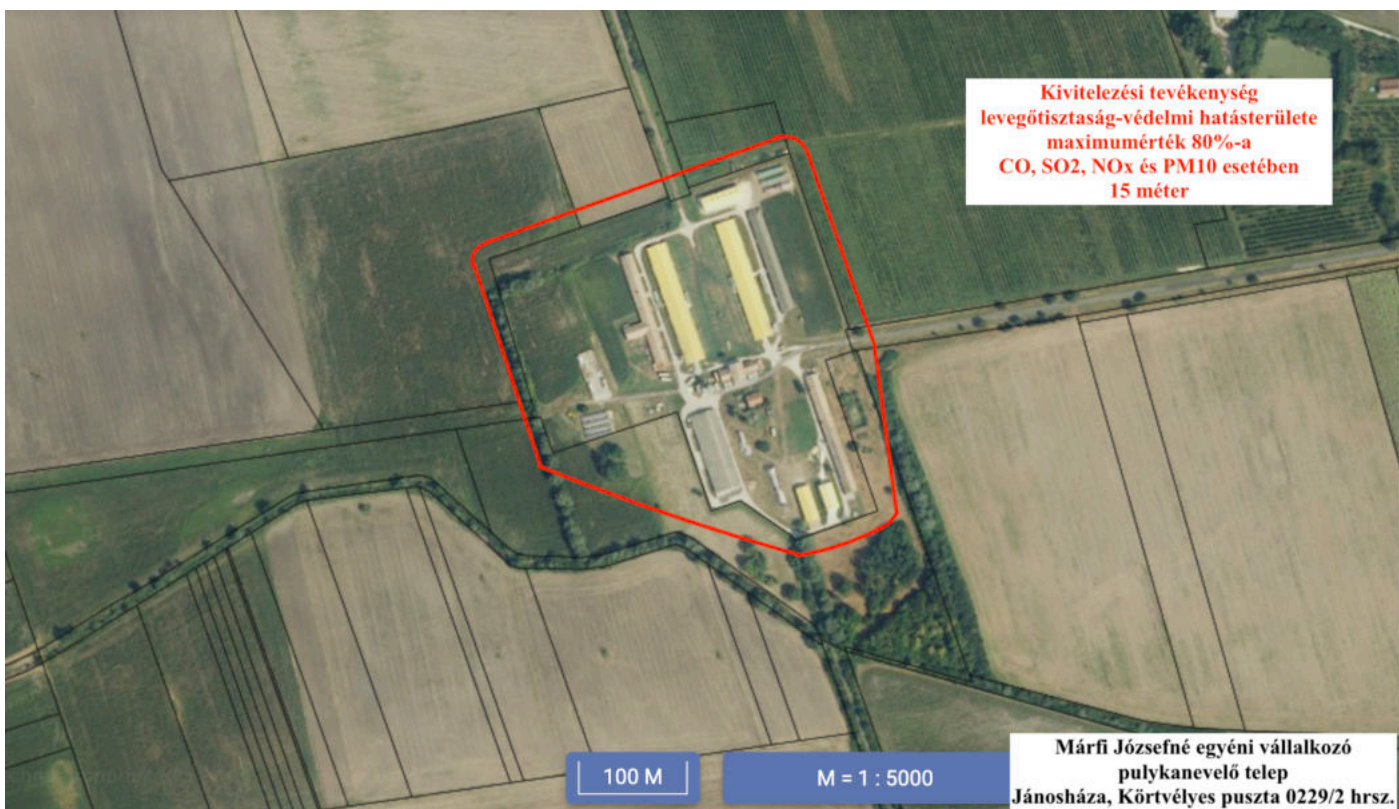 Kivitelezési tevékenység
levegőtisztaság-védelmi hatásterülete
maximumérték 80%-a
CO, SO2, NOx és PM10 esetében
15 méter
100 M
M = 1 : 5000
Márfi Józsefné egyéni vállalkozó
pulykanevelő telep
Jánosháza, Körtvélyes puszta 0229/2 hrsz